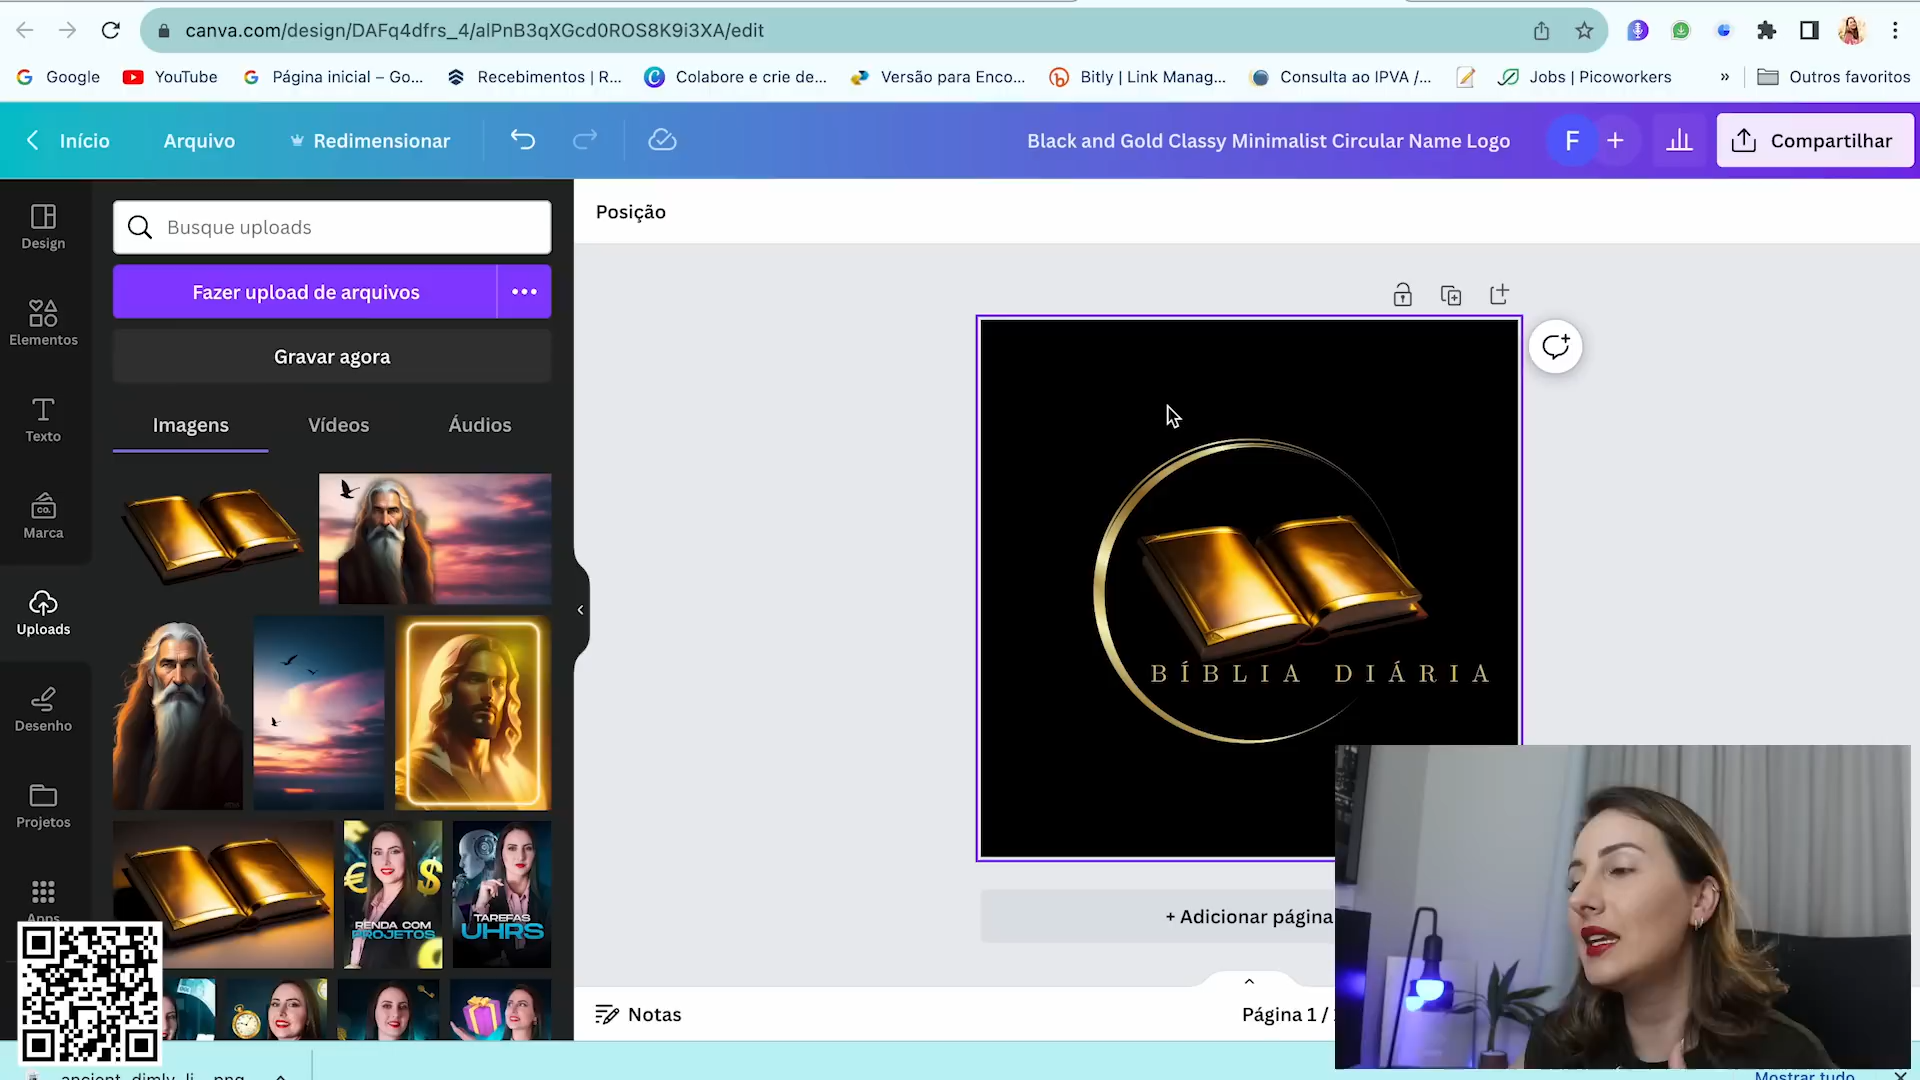 canva.com/design/DAFq4dfrs_4/alPnB3qXGcd0ROS8K9i3XA/edit
Google
YouTube
Página inicial – Go...
Recebimentos | R...
Colabore e crie de...
Versão para Enco...
Bitly | Link Manag...
Consulta ao IPVA /...
Jobs | Picoworkers
»
Outros favoritos
Início
Arquivo
Redimensionar
Black and Gold Classy Minimalist Circular Name Logo
F
+
Compartilhar
Posição
Design
Elementos
Texto
Marca
Uploads
Desenho
Projetos
Apps
Busque uploads
Fazer upload de arquivos
Gravar agora
Imagens
Vídeos
Áudios
RENDA COM
PROJETOS
TAREFAS
UHRS
BÍBLIA DIÁRIA
+ Adicionar página
Notas
Página 1 /
ancient_dimly_li....png
Mostrar tudo